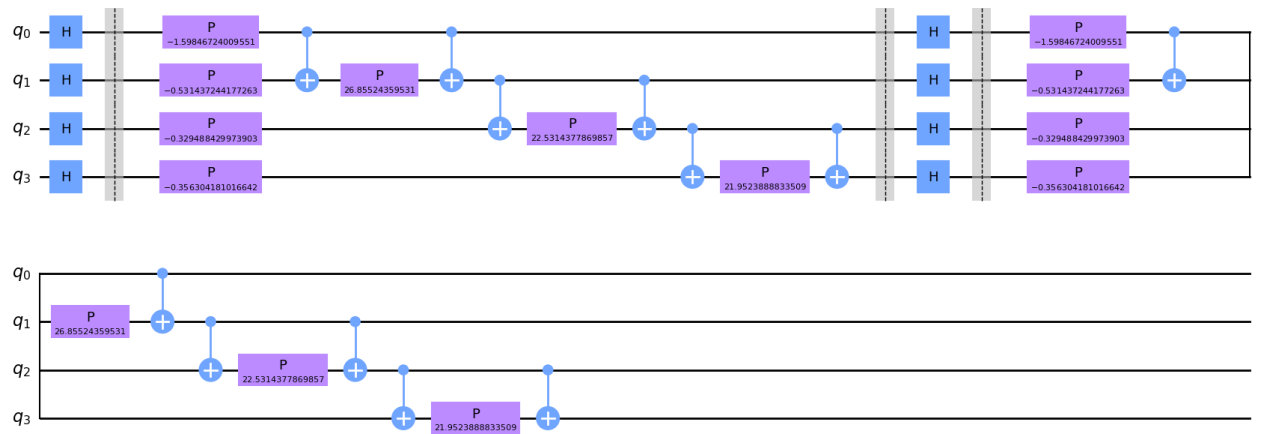 q0 H P −1.59846724009551 H P −1.59846724009551
q1 H P −0.531437244177263 P 26.85524359531 H P −0.531437244177263
q2 H P −0.329488429973903 P 22.5314377869857 H P −0.329488429973903
q3 H P −0.356304181016642 P 21.9523888833509 H P −0.356304181016642
q0
q1 P 26.85524359531
q2 P 22.5314377869857
q3 P 21.9523888833509